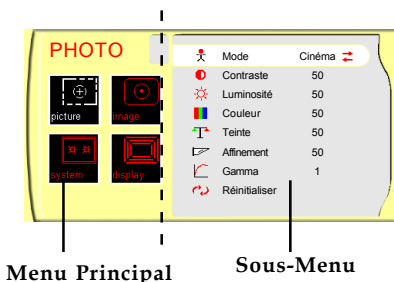 PHOTO
Mode Cinéma
Contraste 50
Luminosité 50
Couleur 50
Teinte 50
Affinement 50
Gamma 1
Réinitialiser
picture image
system display
Menu Principal
Sous-Menu